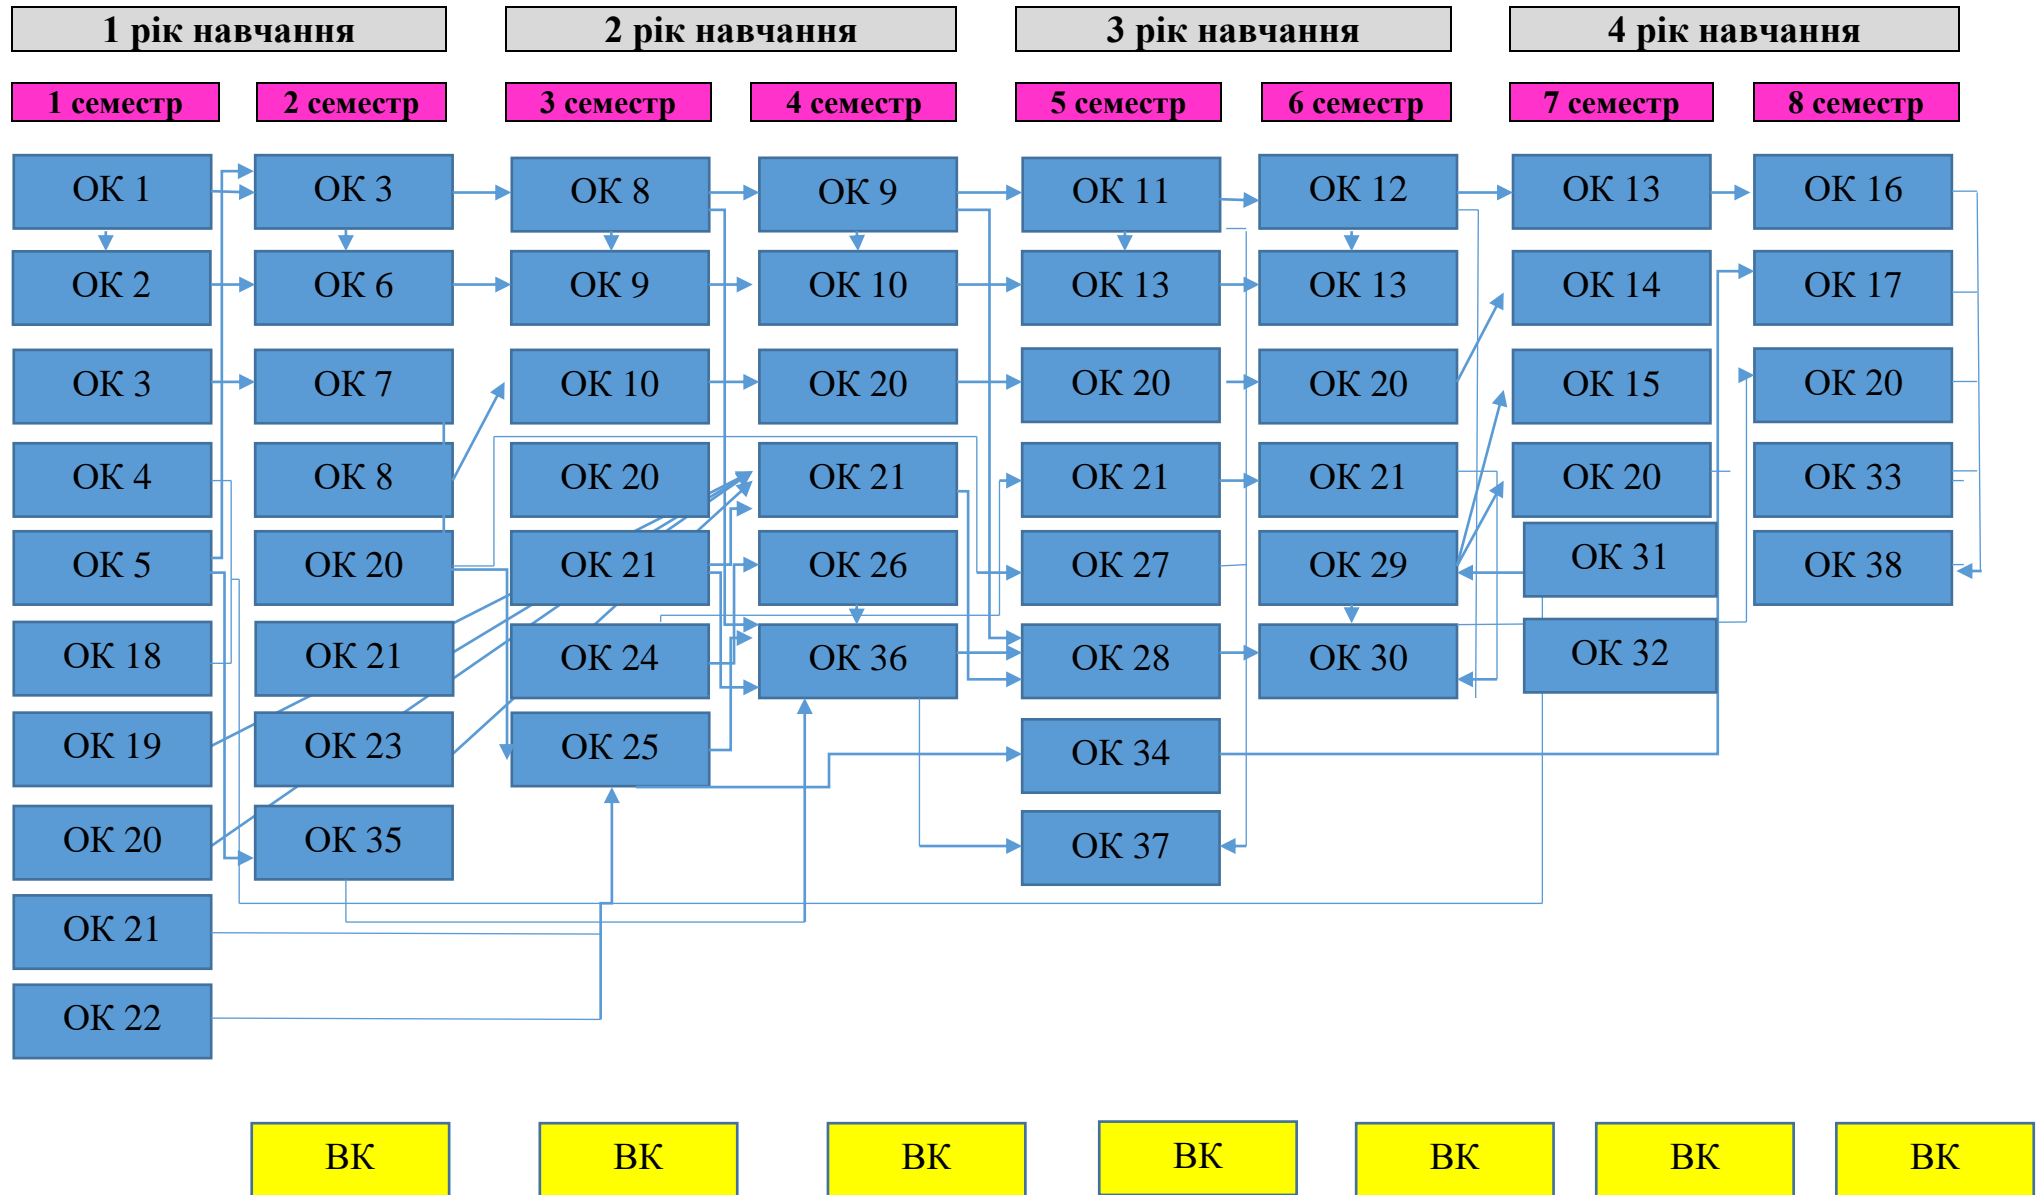 1 рік навчання
2 рік навчання
3 рік навчання
4 рік навчання
1 семестр
2 семестр
3 семестр
4 семестр
5 семестр
6 семестр
7 семестр
8 семестр
ОК 1
ОК 3
ОК 8
ОК 9
ОК 11
ОК 12
ОК 13
ОК 16
ОК 2
ОК 6
ОК 9
ОК 10
ОК 13
ОК 13
ОК 14
ОК 17
ОК 3
ОК 7
ОК 10
ОК 20
ОК 20
ОК 20
ОК 15
ОК 20
ОК 4
ОК 8
ОК 20
ОК 21
ОК 21
ОК 21
ОК 20
ОК 33
ОК 5
ОК 20
ОК 21
ОК 26
ОК 27
ОК 29
ОК 31
ОК 38
ОК 18
ОК 21
ОК 24
ОК 36
ОК 28
ОК 30
ОК 32
ОК 19
ОК 23
ОК 25
ОК 34
ОК 20
ОК 35
ОК 37
ОК 21
ОК 22
ВК
ВК
ВК
ВК
ВК
ВК
ВК